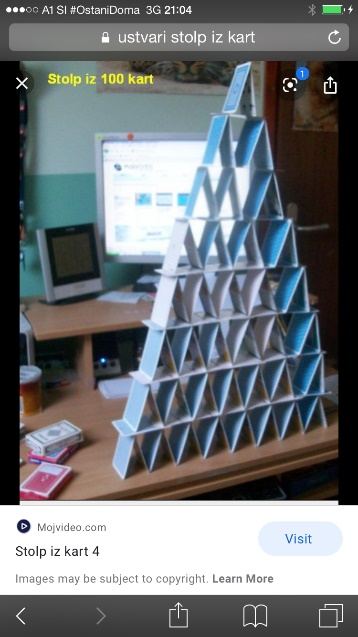 A1 SI #OstaniDoma 3G 21:04
ustvari stolp iz kart
Stolp iz 100 kart
1
Mojvideo.com
Stolp iz kart 4
Visit
Images may be subject to copyright. Learn More